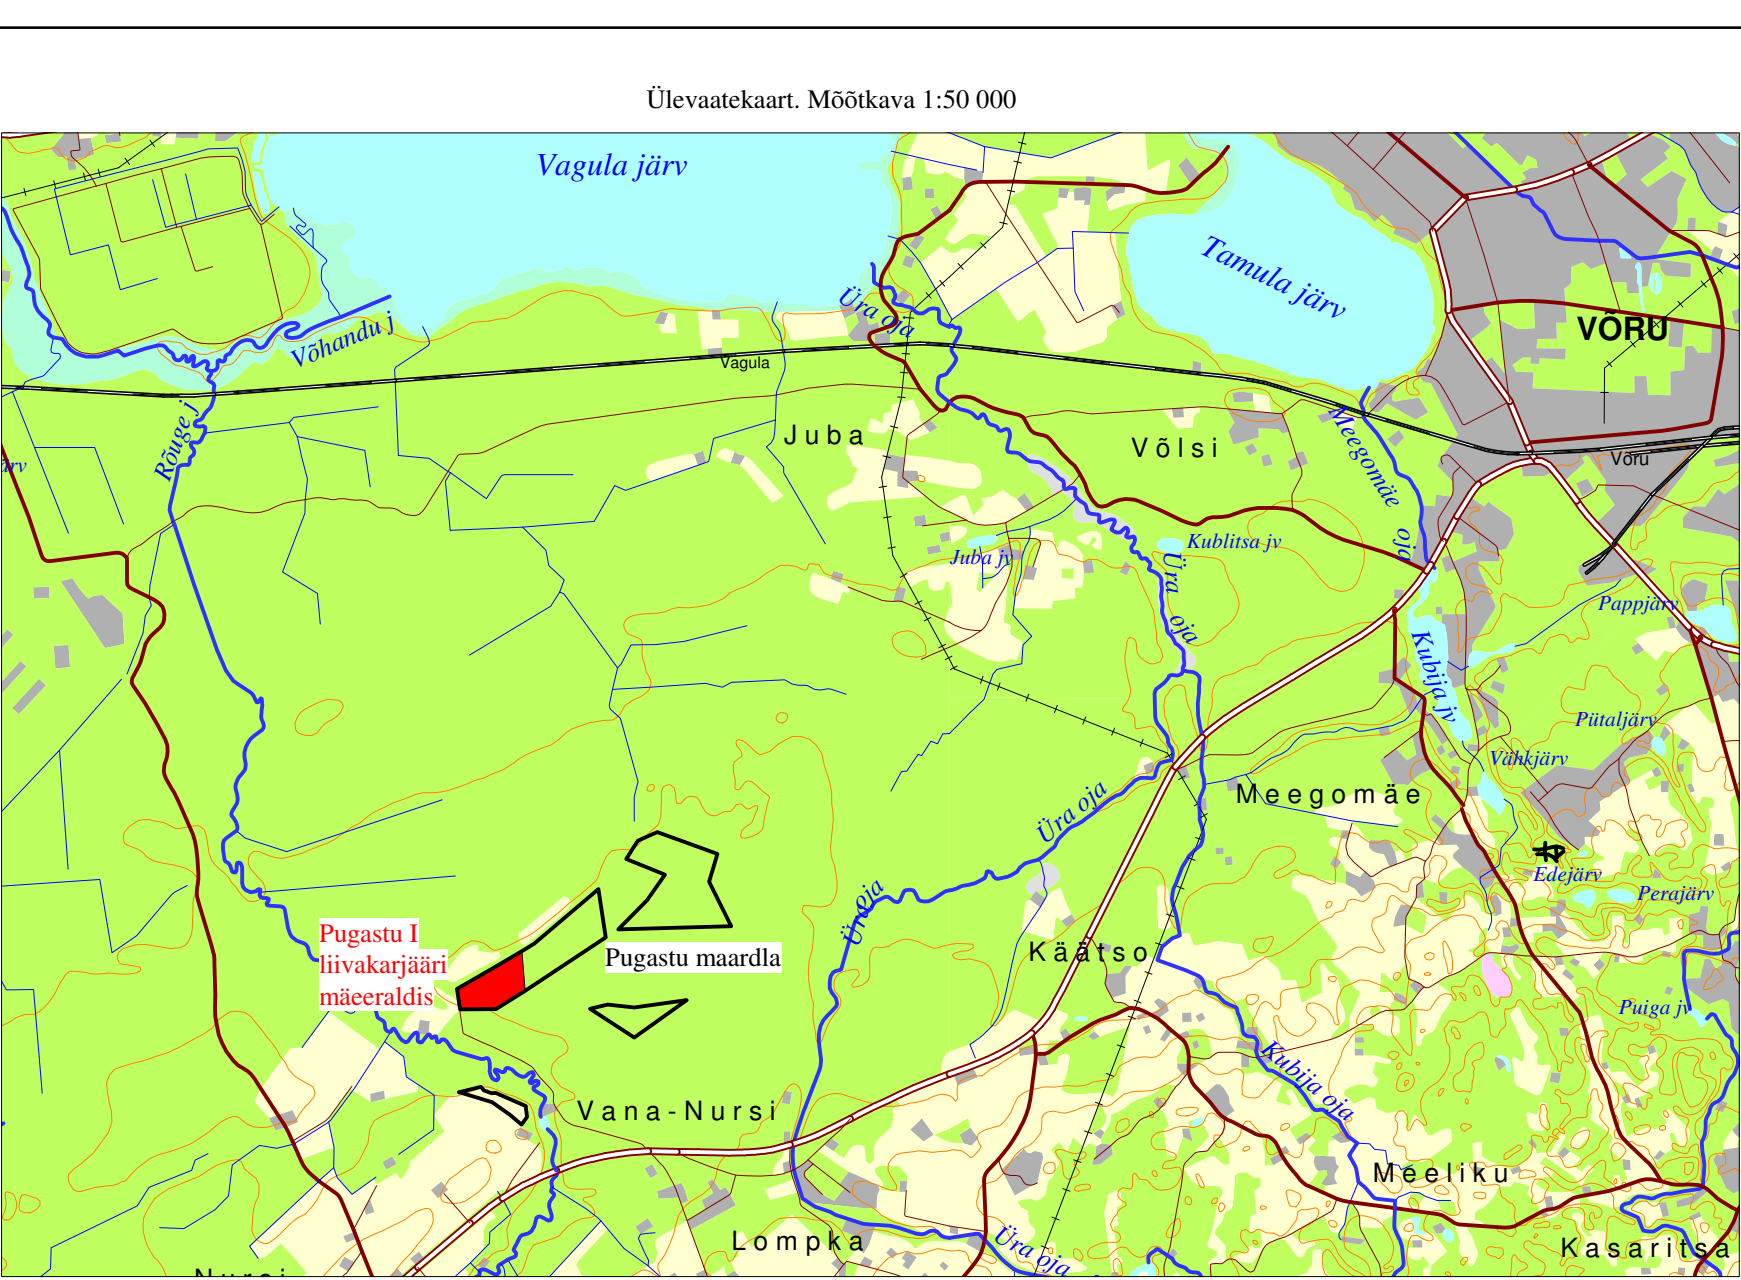 Ülevaatekaart. Mõõtkava 1:50 000
Vagula järv
Tamula järv
Üra oja
Võhandu j
VÕRU
Vagula
Rõuge j
Juba
Võlsi
Meegomäe oja
Võru
ärv
Kublitsa jv
Juba jv
Üra oja
Pappjärv
Kubija jv
Pütaljärv
Vähkjärv
Meegomäe
Üra oja
Edejärv
Perajärv
Üra oja
Pugastu I
liivakarjääri
mäeeraldis
Pugastu maardla
Käätso
Puiga jv
Kubija oja
Vana-Nursi
Meeliku
Lompka
Üra oja
Kasaritsa
Nursi